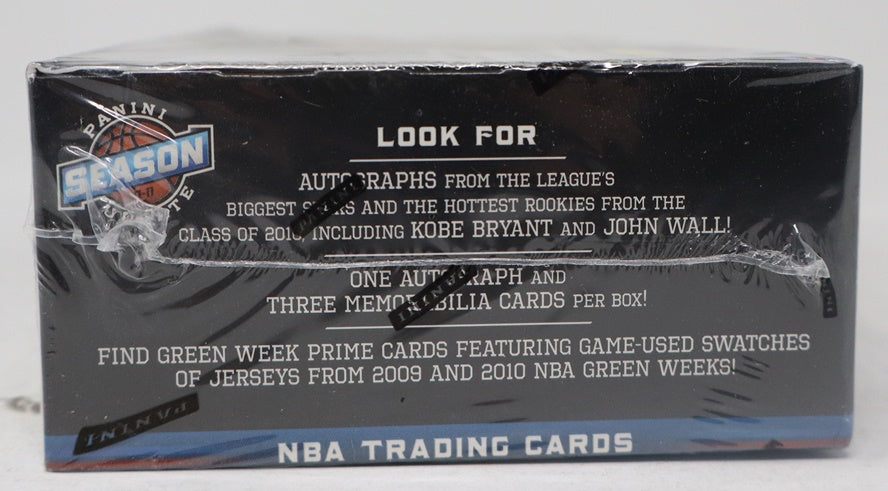 PANINI
SEASON
LOOK FOR
AUTOGRAPHS FROM THE LEAGUE'S
BIGGEST STARS AND THE HOTTEST ROOKIES FROM THE
CLASS OF 2010, INCLUDING KOBE BRYANT AND JOHN WALL!
ONE AUTOGRAPH AND
THREE MEMORABILIA CARDS PER BOX!
FIND GREEN WEEK PRIME CARDS FEATURING GAME-USED SWATCHES
OF JERSEYS FROM 2009 AND 2010 NBA GREEN WEEKS!
PANINI
PANINI
NBA TRADING CARDS